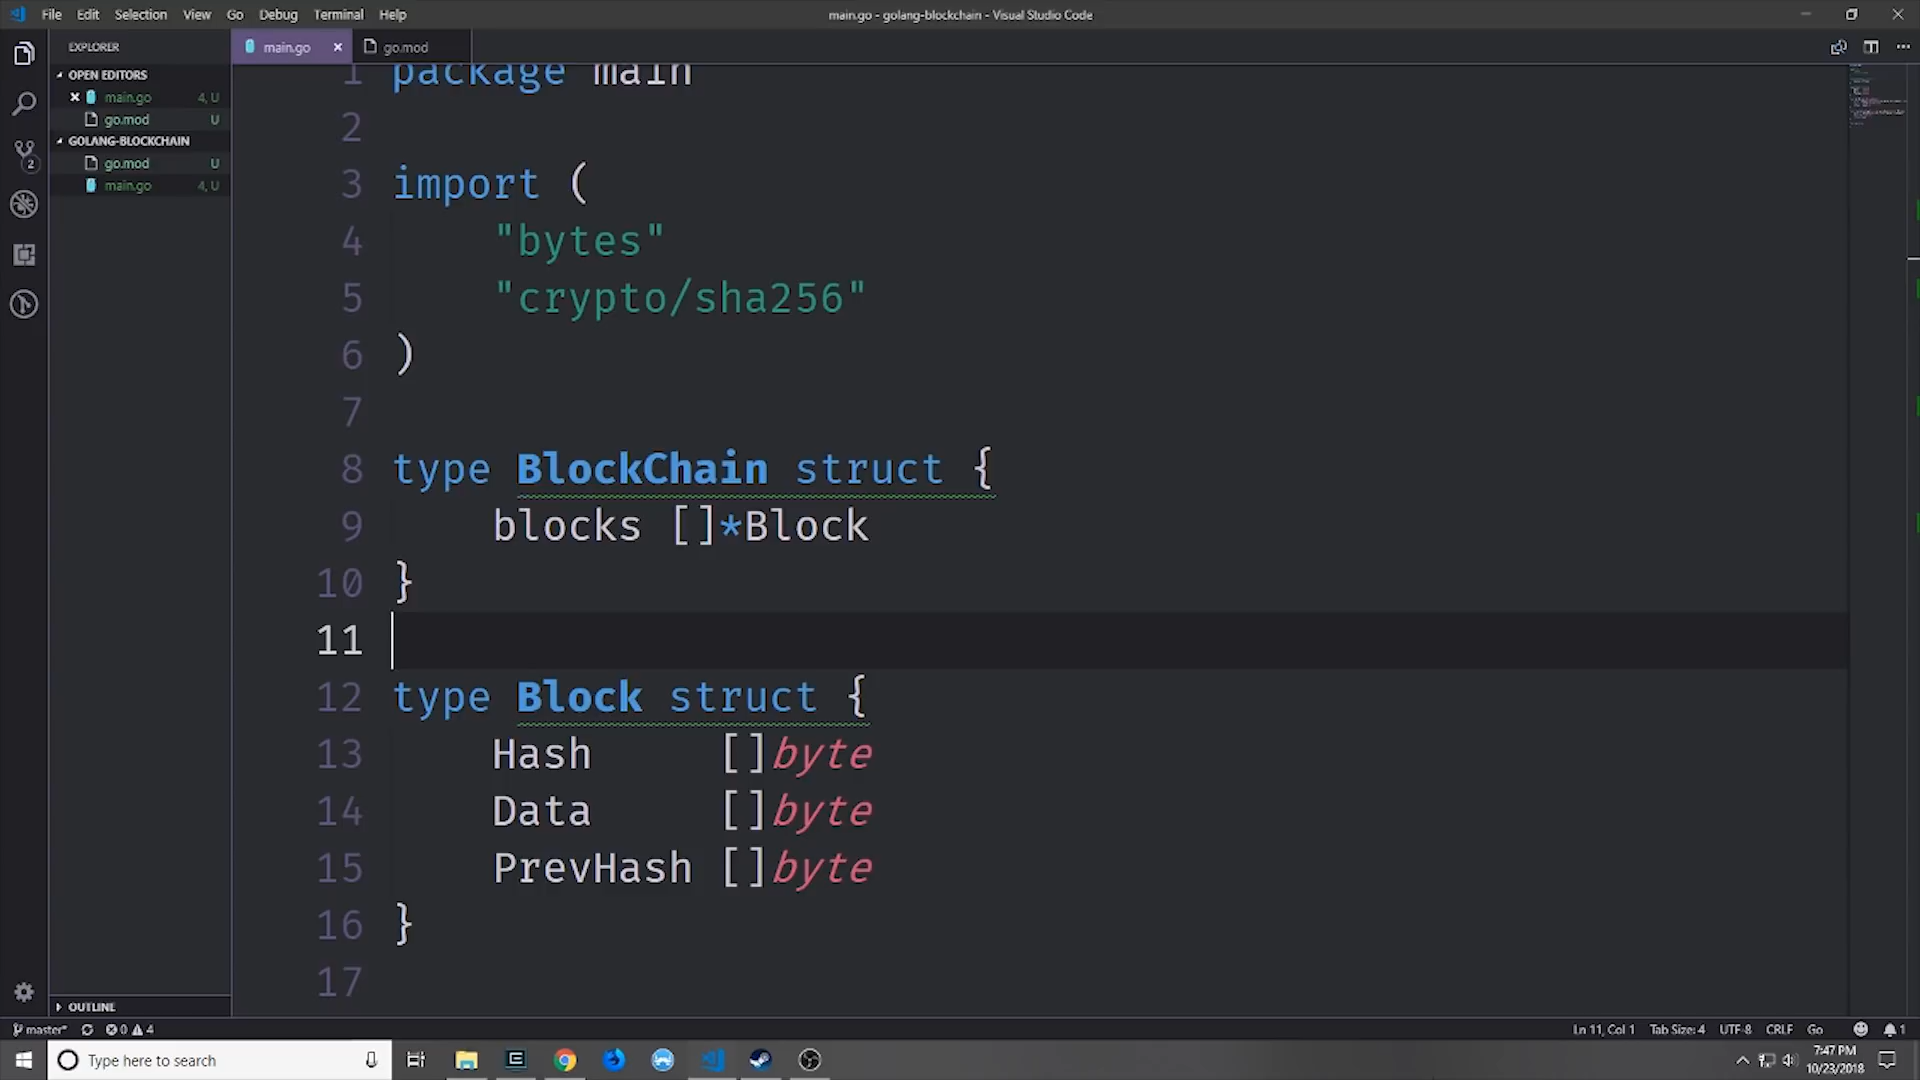 File Edit Selection View Go Debug Terminal Help
main.go - golang-blockchain - Visual Studio Code
EXPLORER
main.go
go.mod
OPEN EDITORS
main.go 4, U
go.mod U
GOLANG-BLOCKCHAIN
go.mod U
main.go 4, U
2
1 package main
2
3 import (
4 "bytes"
5 "crypto/sha256"
6 )
7
8 type BlockChain struct {
9 blocks []*Block
10 }
11
12 type Block struct {
13 Hash []byte
14 Data []byte
15 PrevHash []byte
16 }
17
OUTLINE
master* 0 4
Ln 11, Col 1 Tab Size: 4 UTF-8 CRLF Go 1
Type here to search
7:47 PM
10/23/2018